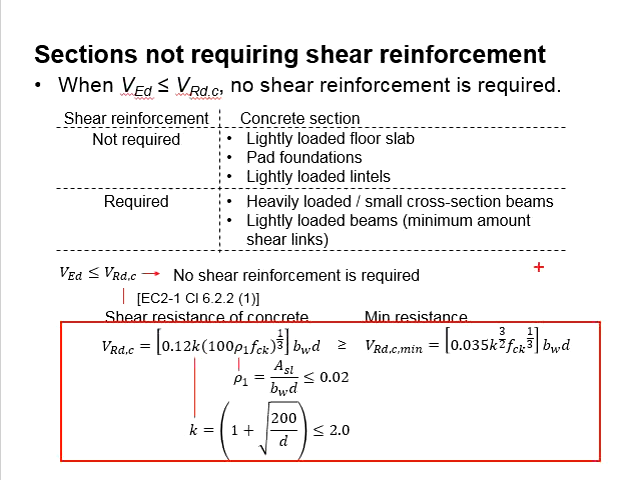 Sections not requiring shear reinforcement
• When V_Ed ≤ V_Rd,c, no shear reinforcement is required.
Shear reinforcement Concrete section
Not required • Lightly loaded floor slab
• Pad foundations
• Lightly loaded lintels
Required • Heavily loaded / small cross-section beams
• Lightly loaded beams (minimum amount
shear links)
V_Ed ≤ V_Rd,c → No shear reinforcement is required
[EC2-1 Cl 6.2.2 (1)]
Shear resistance of concrete Min resistance
V_Rd,c = [0.12k(100ρ_1 f_ck)^{1/3}] b_w d ≥ V_Rd,c,min = [0.035k^{3/2} f_ck^{1/3}] b_w d
ρ_1 = A_sl / (b_w d) ≤ 0.02
k = (1 + √(200/d)) ≤ 2.0